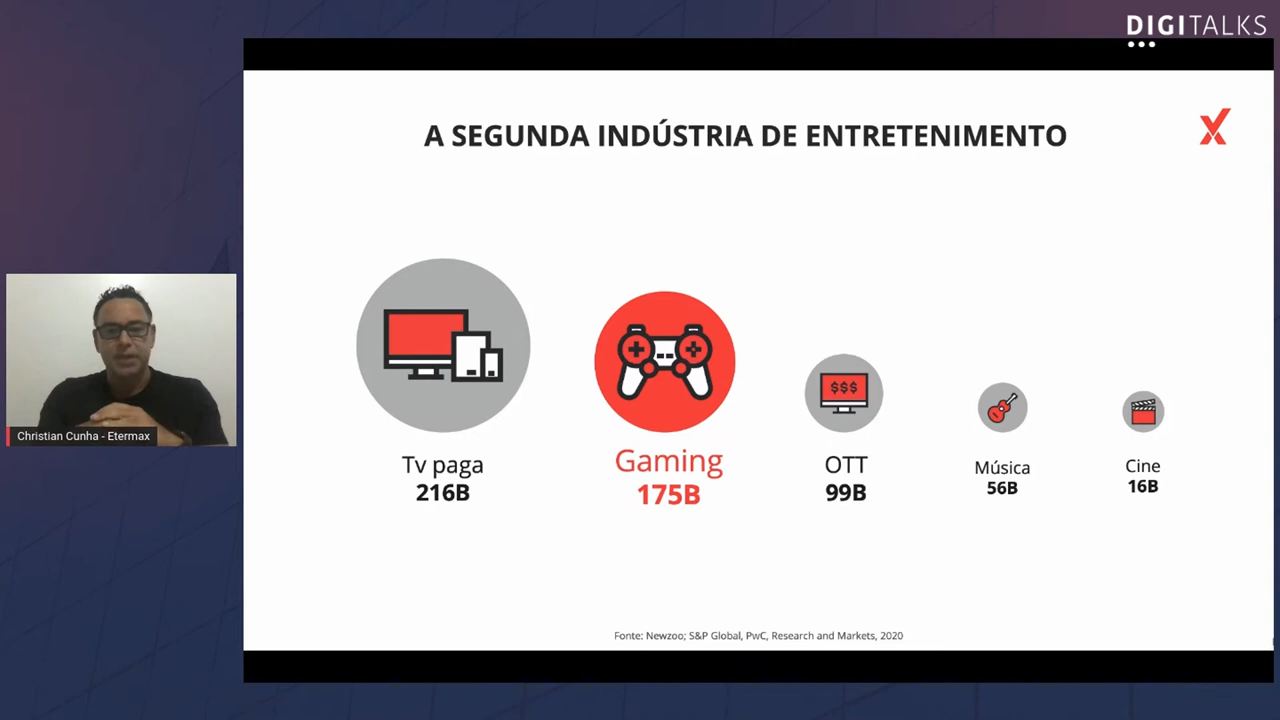 DIGITALKS
A SEGUNDA INDÚSTRIA DE ENTRETENIMENTO
$$$
Tv paga
216B
Gaming
175B
OTT
99B
Música
56B
Cine
16B
Christian Cunha - Etermax
Fonte: Newzoo; S&P Global, PwC, Research and Markets, 2020